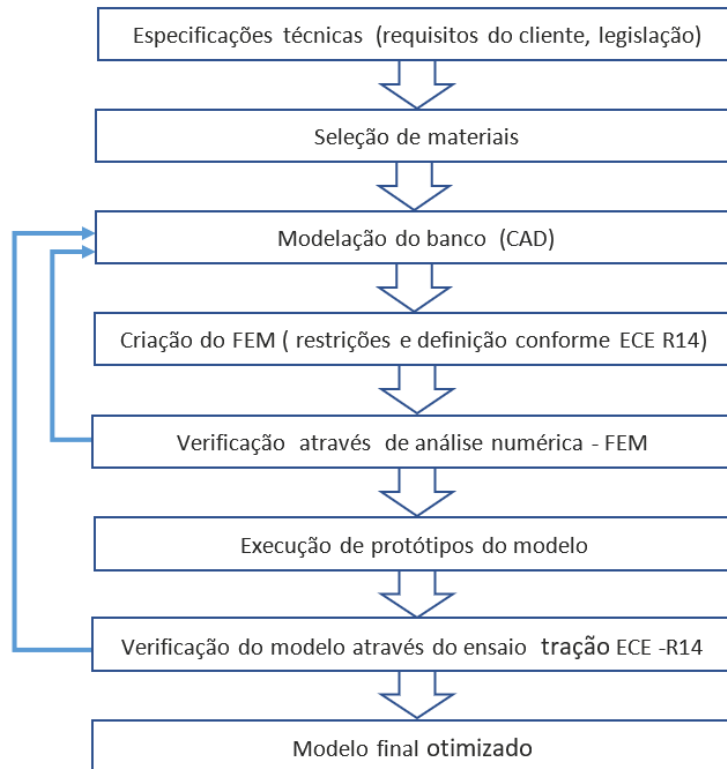 Especificações técnicas (requisitos do cliente, legislação)
Seleção de materiais
Modelação do banco (CAD)
Criação do FEM ( restrições e definição conforme ECE R14)
Verificação através de análise numérica - FEM
Execução de protótipos do modelo
Verificação do modelo através do ensaio tração ECE -R14
Modelo final otimizado